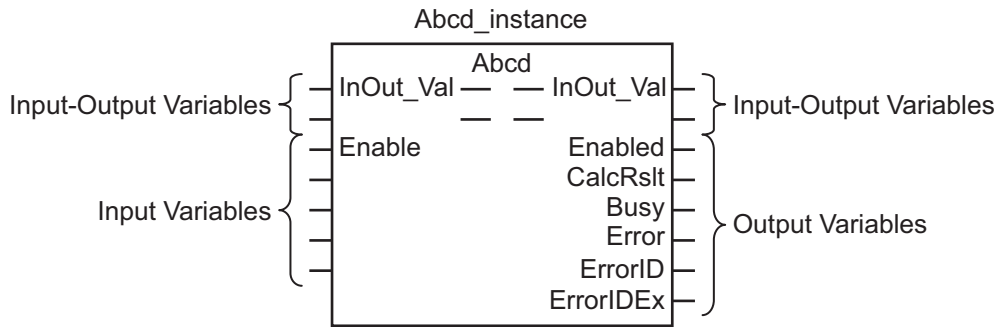 Abcd_instance
Abcd
Input-Output Variables
InOut_Val
InOut_Val
Input-Output Variables
Input Variables
Enable
Enabled
CalcRslt
Busy
Error
ErrorID
ErrorIDEx
Output Variables